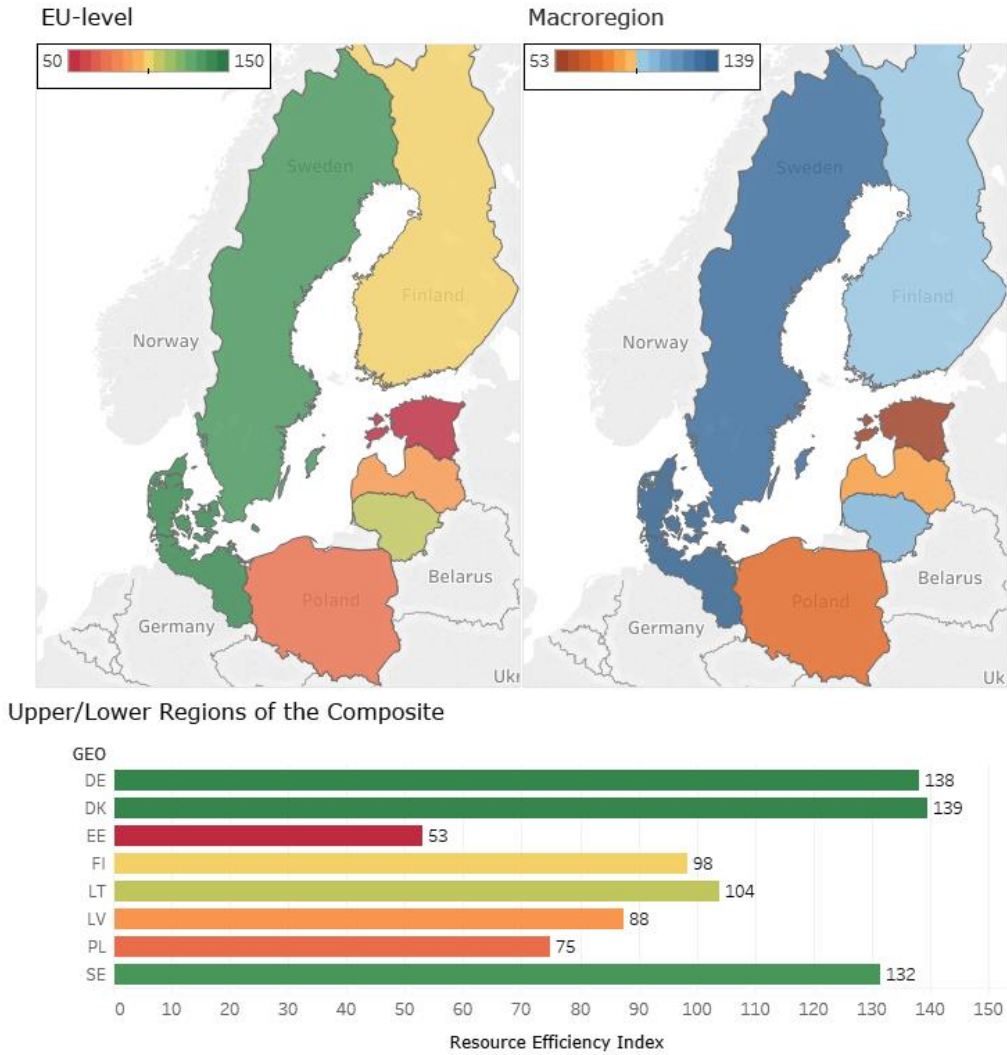 EU-level
Macroregion
50 150
53 139
Sweden
Sweden
Finland
Finland
Norway
Norway
Belarus
Belarus
Poland
Poland
Germany
Germany
Ukr
Uk
Upper/Lower Regions of the Composite
GEO
DE 138
DK 139
EE 53
FI 98
LT 104
LV 88
PL 75
SE 132
0 10 20 30 40 50 60 70 80 90 100 110 120 130 140 150
Resource Efficiency Index